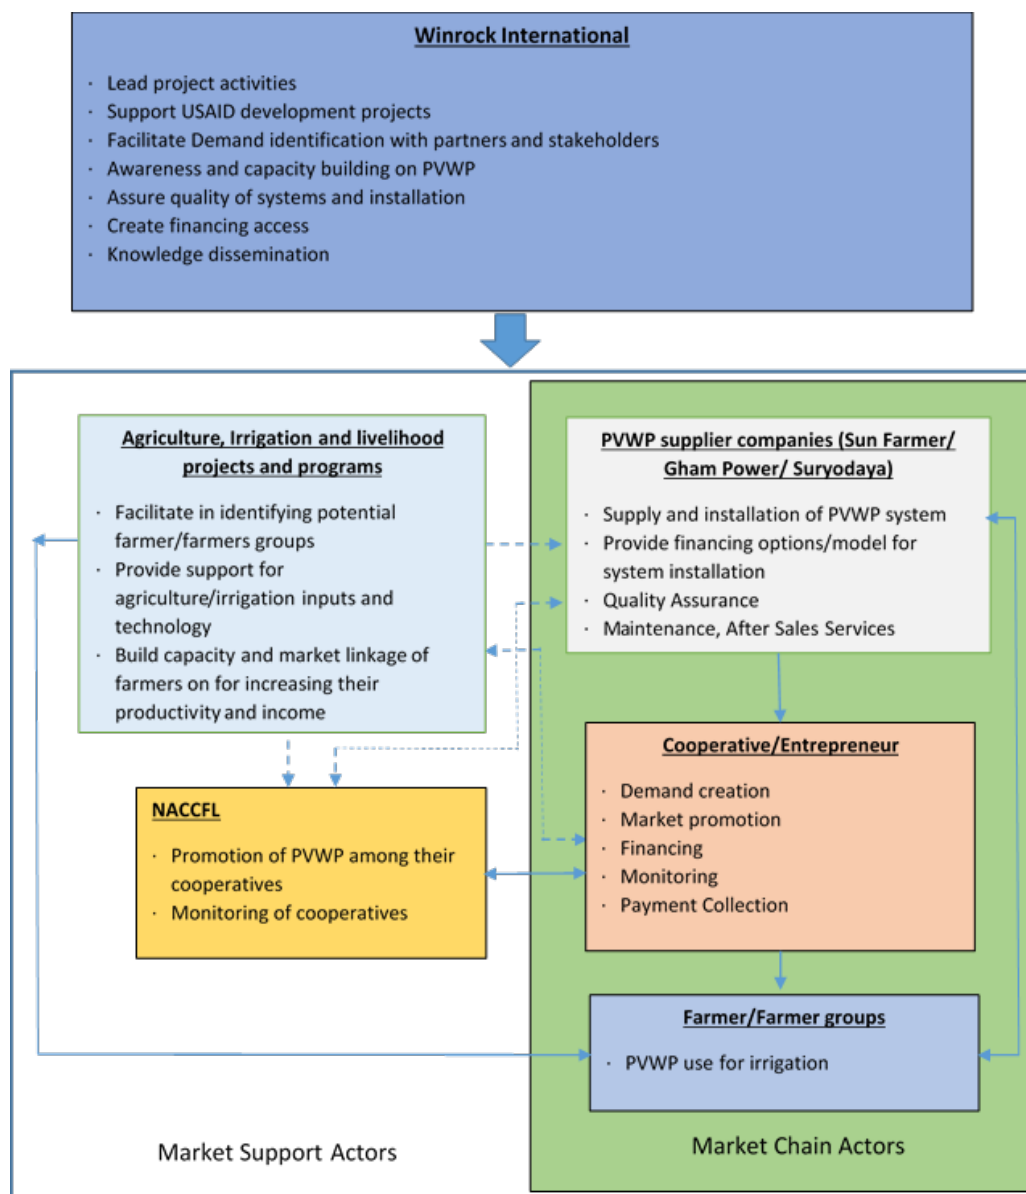 Winrock International
· Lead project activities
· Support USAID development projects
· Facilitate Demand identification with partners and stakeholders
· Awareness and capacity building on PVWP
· Assure quality of systems and installation
· Create financing access
· Knowledge dissemination
Agriculture, Irrigation and livelihood
projects and programs
· Facilitate in identifying potential
farmer/farmers groups
· Provide support for
agriculture/irrigation inputs and
technology
· Build capacity and market linkage of
farmers on for increasing their
productivity and income
PVWP supplier companies (Sun Farmer/
Gham Power/ Suryodaya)
· Supply and installation of PVWP system
· Provide financing options/model for
system installation
· Quality Assurance
· Maintenance, After Sales Services
NACCFL
· Promotion of PVWP among their
cooperatives
· Monitoring of cooperatives
Cooperative/Entrepreneur
· Demand creation
· Market promotion
· Financing
· Monitoring
· Payment Collection
Farmer/Farmer groups
· PVWP use for irrigation
Market Support Actors
Market Chain Actors